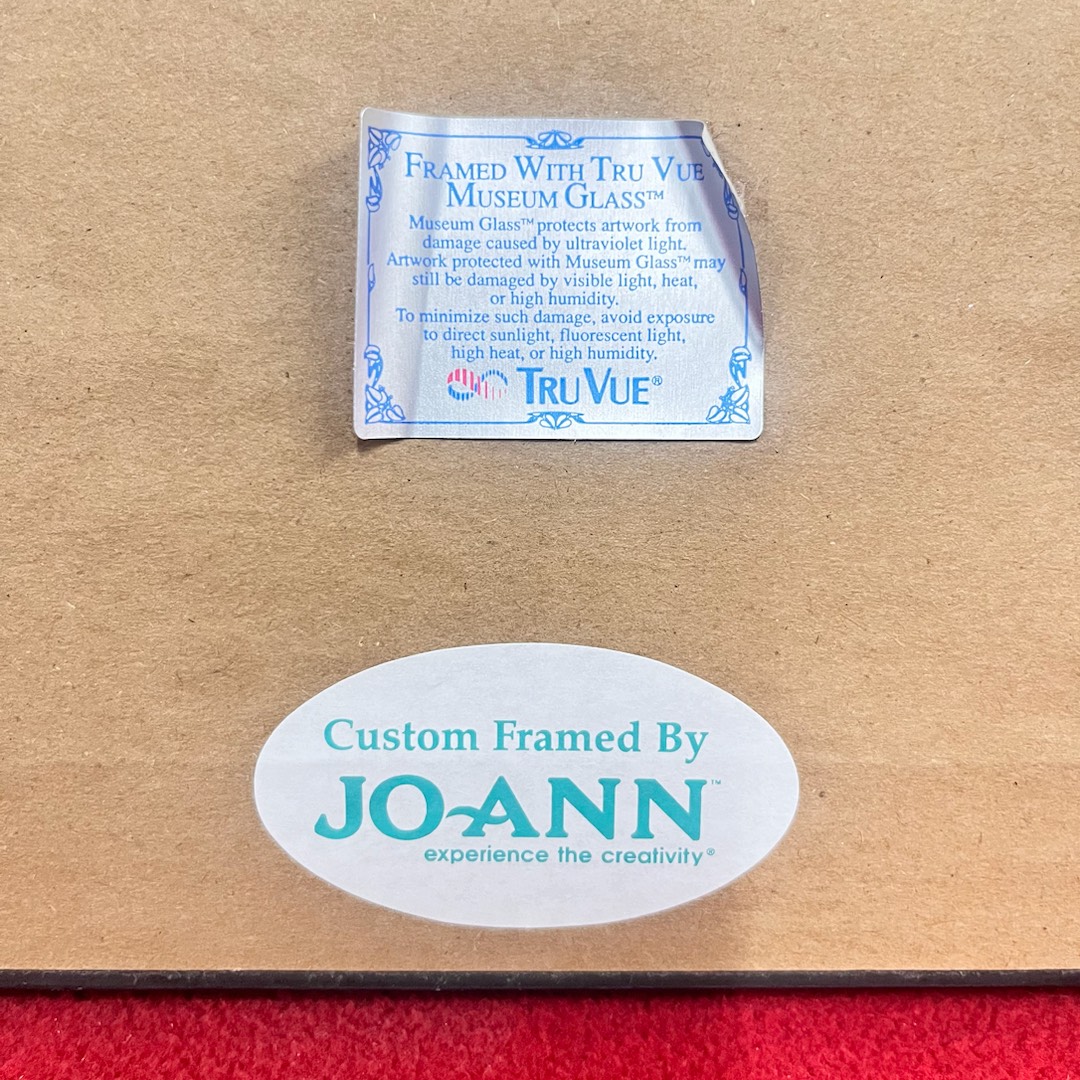 FRAMED WITH TRU VUE
MUSEUM GLASS™
Museum Glass™ protects artwork from
damage caused by ultraviolet light.
Artwork protected with Museum Glass™ may
still be damaged by visible light, heat,
or high humidity.
To minimize such damage, avoid exposure
to direct sunlight, fluorescent light,
high heat, or high humidity.
TRU VUE®
Custom Framed By
JO-ANN™
experience the creativity®